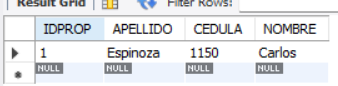 Result Grid Filter Rows:
IDPROP APELLIDO CEDULA NOMBRE
1 Espinoza 1150 Carlos
NULL NULL NULL NULL